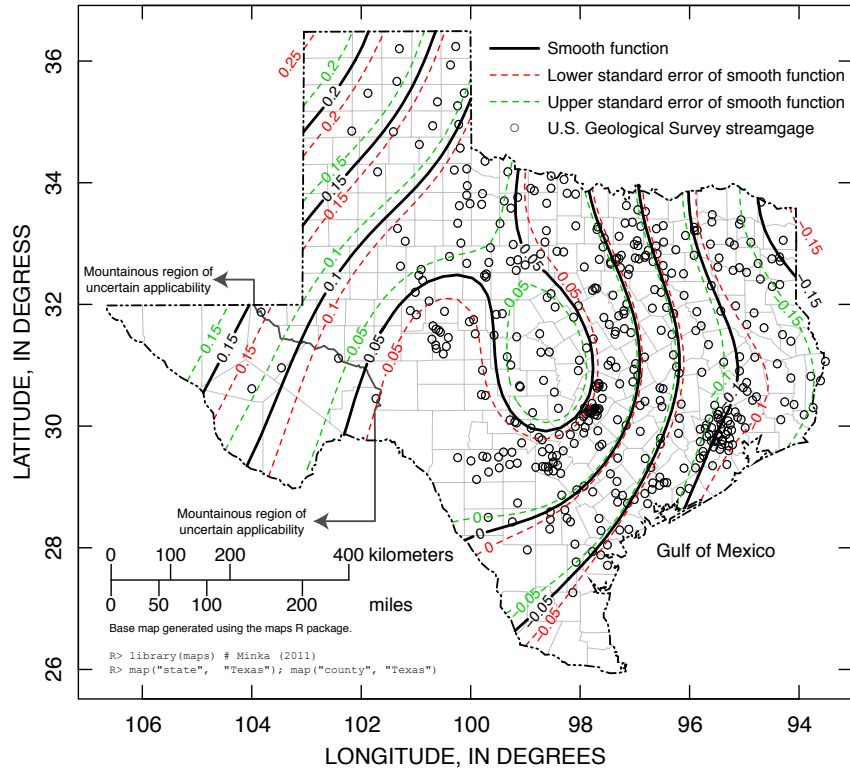 36
34
32
30
28
26
LATITUDE, IN DEGRESS
Smooth function
Lower standard error of smooth function
Upper standard error of smooth function
U.S. Geological Survey streamgage
0.25
0.2
0.2
0.2
0.15
0.15
−0.15
0.1
0.1
0.1
0.05
0.05
0.05
0.05
0.05
0.05
−0.15
−0.15
−0.15
Mountainous region of
uncertain applicability
0.15
0.15
0.15
−0.1
0
0
0
−0.05
−0.05
−0.05
Mountainous region of
uncertain applicability
Gulf of Mexico
0 100 200 400 kilometers
0 50 100 200 miles
Base map generated using the maps R package.
R> library(maps) # Minka (2011)
R> map("state", "Texas"); map("county", "Texas")
106 104 102 100 98 96 94
LONGITUDE, IN DEGREES